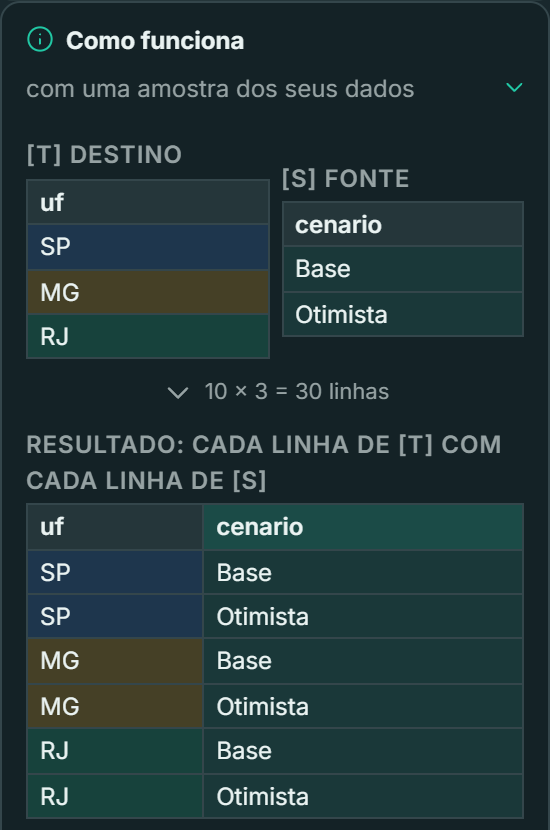 Como funciona
com uma amostra dos seus dados
[T] DESTINO
uf
SP
MG
RJ
[S] FONTE
cenario
Base
Otimista
10 × 3 = 30 linhas
RESULTADO: CADA LINHA DE [T] COM
CADA LINHA DE [S]
uf cenario
SP Base
SP Otimista
MG Base
MG Otimista
RJ Base
RJ Otimista